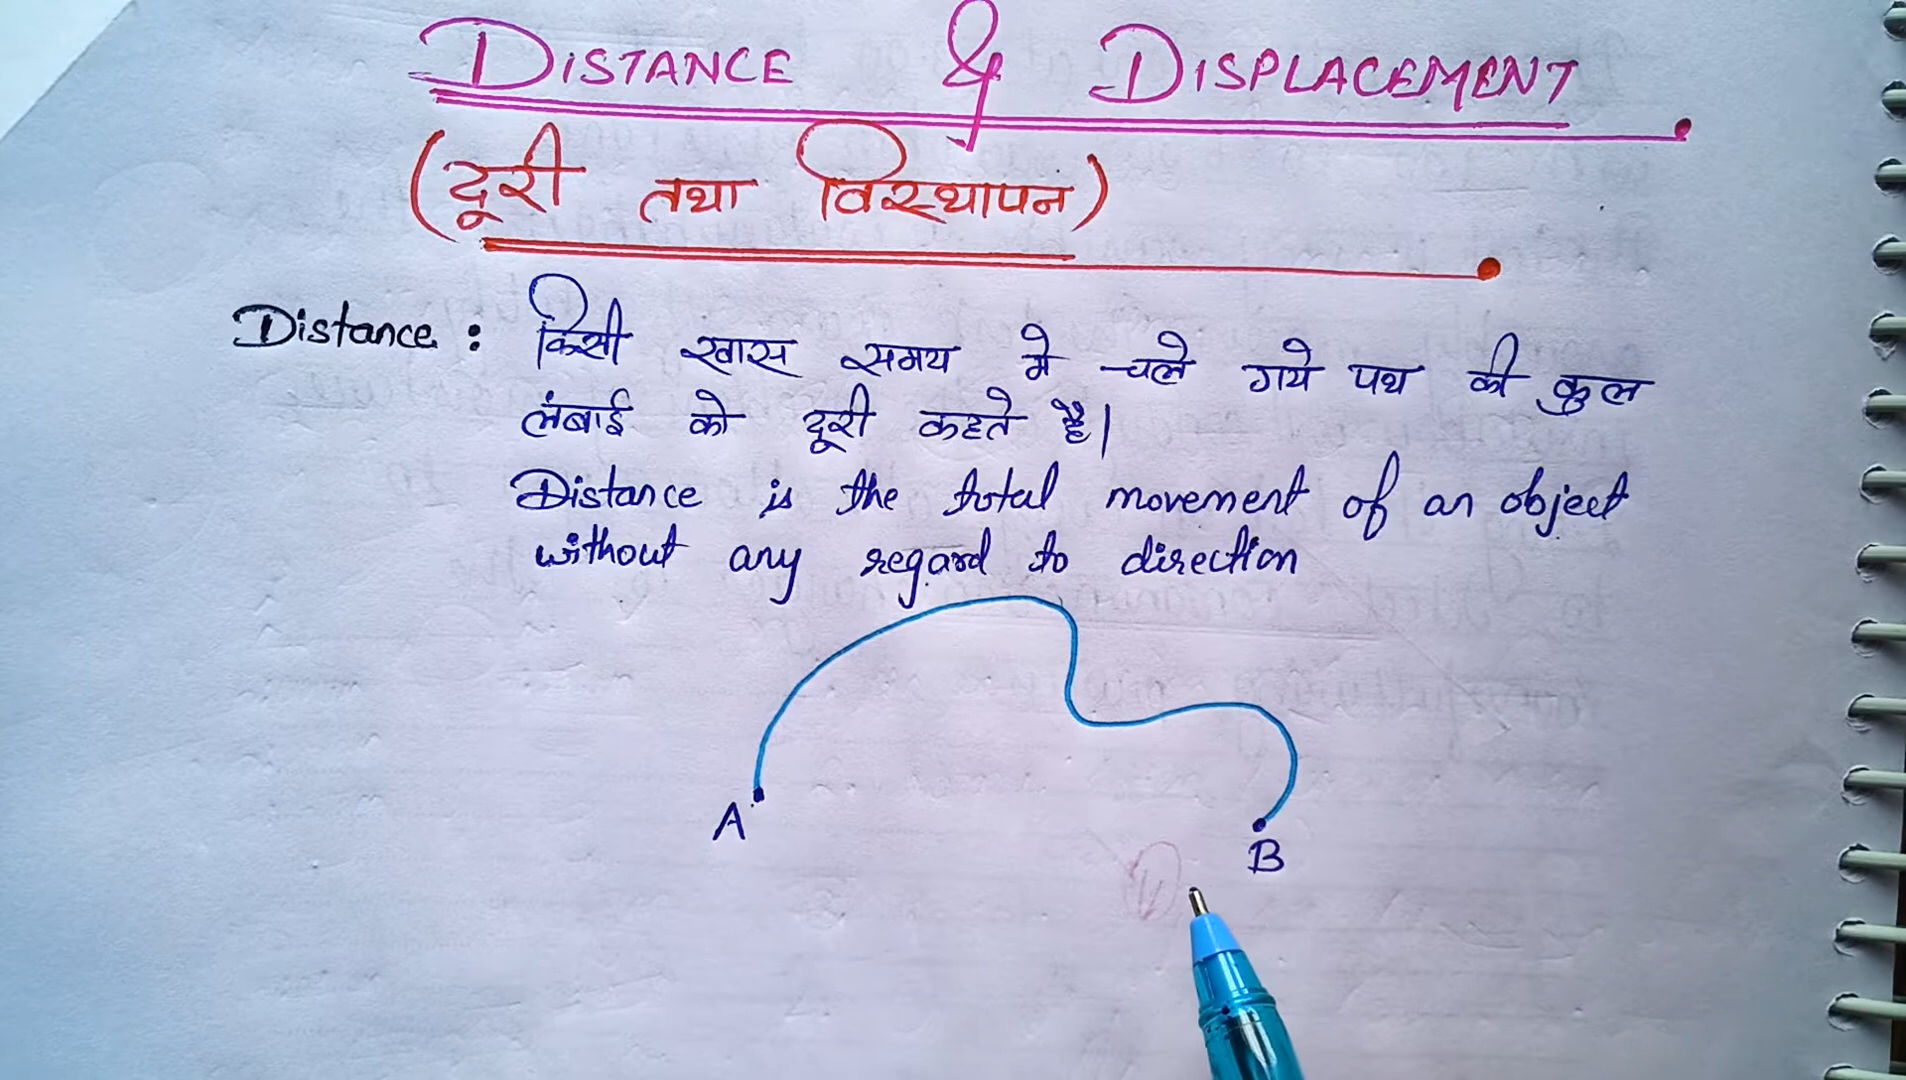 DISTANCE & DISPLACEMENT
(दूरी तथा विस्थापन)
Distance : किसी खास समय मे चले गये पथ की कुल
लंबाई को दूरी कहते है।
Distance is the total movement of an object
without any regard to direction
A
B